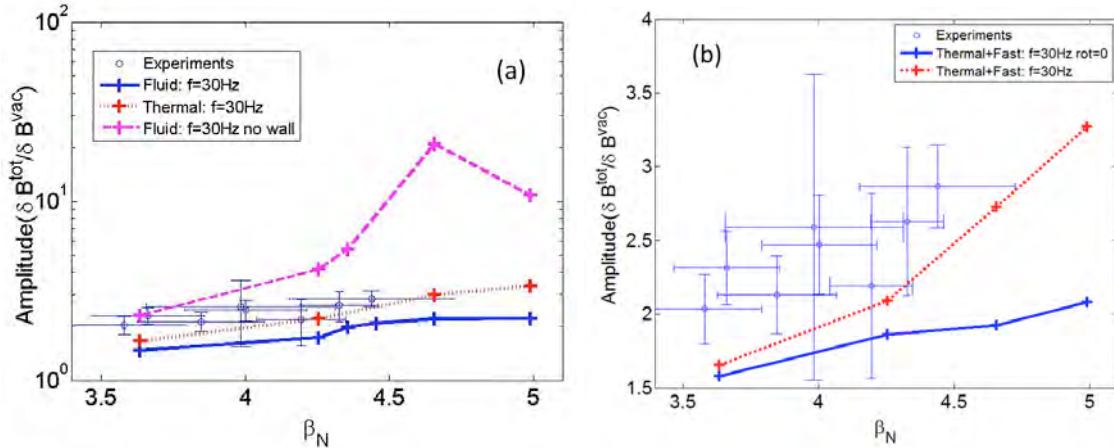 (a)
Experiments
Fluid: f=30Hz
Thermal: f=30Hz
Fluid: f=30Hz no wall
Amplitude(δ B^tot/δ B^vac)
10^2
10^1
10^0
3.5 4 4.5 5
β_N
(b)
Experiments
Thermal+Fast: f=30Hz rot=0
Thermal+Fast: f=30Hz
Amplitude(δ B^tot/δ B^vac)
4
3.5
3
2.5
2
1.5
3.5 4 4.5 5
β_N